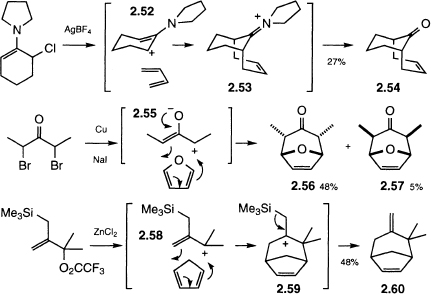 N
Cl
AgBF4
2.52
N
+
+
N
2.53
27%
O
2.54
O
Br Br
Cu
NaI
2.55
O −
+
O
O
O
2.56 48%
+
O
O
2.57 5%
Me3Si
O2CCF3
ZnCl2
Me3Si
2.58
+
Me3Si
+
2.59
48%
2.60